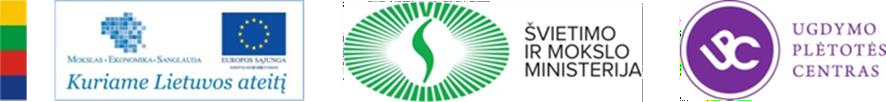 MOKSLAS • EKONOMIKA • SANGLAUDA
EUROPOS SĄJUNGA
Kuriame Lietuvos ateitį
ŠVIETIMO
IR MOKSLO
MINISTERIJA
UPC
UGDYMO
PLĖTOTĖS
CENTRAS